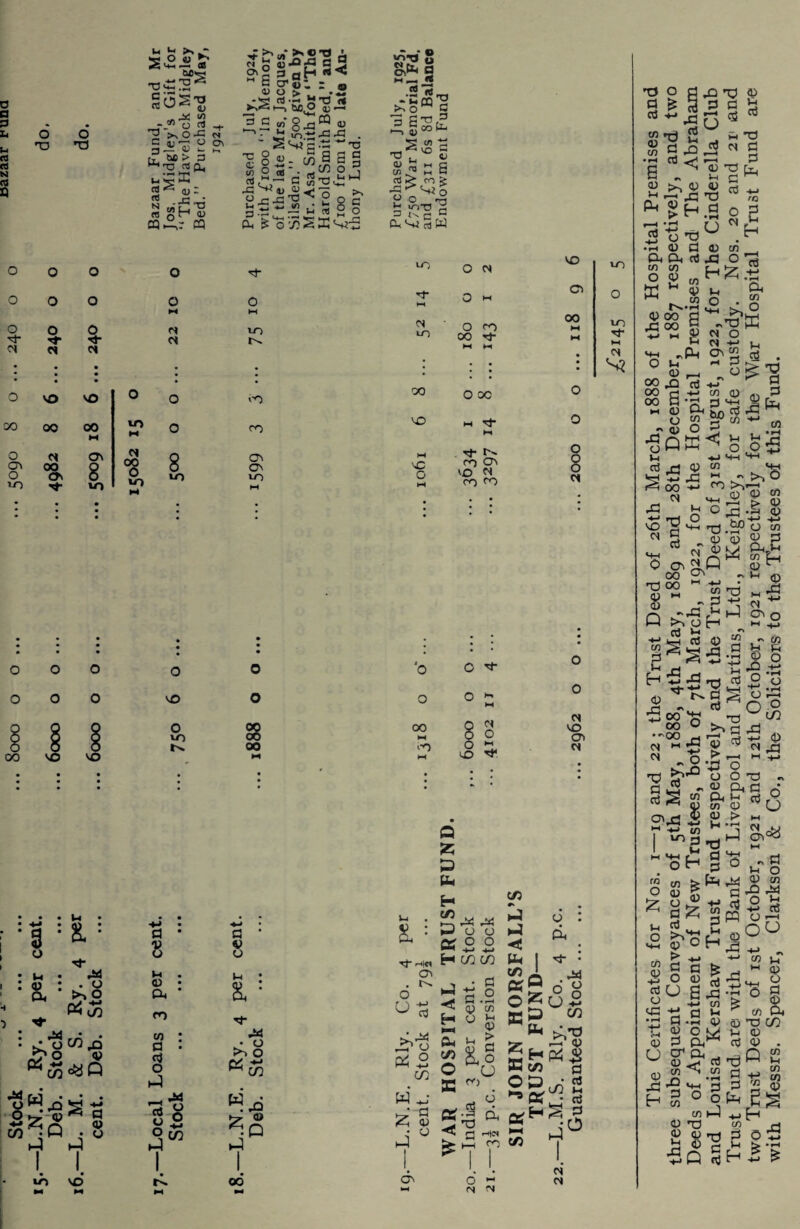 Stock ... 8000 0 0 ... 5090 8 0 ... 240 0 0 Bazaar Fund
15.—L.N.E. Rly. 4 per cent. Deb. Stock ... 6000 0 0 ... 4982 8 6 ... 240 0 0 do.
16.—L. M. & S. Ry. 4 per cent. Deb. Stock ... 6000 0 0 ... 5009 18 6 ... 240 0 0 do.
15082 15 0
17.—Local Loans 3 per cent. Stock ... 750 6 0 ... 500 0 0 ... 22 10 0
Bazaar Fund, and Mr
Jos. Midgley's Gift for
"The Havelock Midgley
Bed." Purchased May,
1924
18.—L.N.E. Ry. 4 per cent. Deb. Stock ... 1888 0 0 ... 1599 3 3 ... 75 10 4
Purchased July, 1924,
with £1000 "In Memory
of the late Mrs. Jacques,
Silsden." £500 given by
Mr. Asa Smith for "The
Harold Smith Bed," and
£100 from the late Anthony Lund.
19.—L.N.E. Rly. Co. 4 per cent. Stock at 79½ ... 1318 0 0 ... 1061 6 8 ... 52 14 5
Purchased July, 1925,
£750 War Memorial Fd.
and £311 6s 8d Balance
Endowment Fund
WAR HOSPITAL TRUST FUND.
20.—India 3 per cent. Stock ... 6000 0 0 ... 3634 1 0 ... 180 0 0
21.—3½ p.c. Conversion Stock ... 4102 11 4 ... 3297 14 8 ... 143 1 2
SIR JOHN HORSFALL'S
TRUST FUND—
22.—L.M.S. Rly. Co. 4 p.c. Guaranteed Stock ... 2962 0 0 ... 2000 0 0 ... 118 9 6
£2145 0 5
The Certificates for Nos. 1—19 and 22; the Trust Deed of 26th March, 1888 of the Hospital Premises and
three subsequent Conveyances of 5th May, 1888, 4th May, 1889 and 28th December, 1887 respectively, and two
Deeds of Appointment of New Trustees, both of 7th March, 1922, for the Hospital Premises and The Abraham
and Louisa Kershaw Trust Fund respectively and the Trust Deed of 31st August, 1922, for The Cinderella Club
Trust Fund are with the Bank of Liverpool and Martins, Ltd., Keighley, for safe custody. Nos. 20 and 21 and
two Trust Deeds of 1st October, 1921 and 12th October, 1921 respectively for the War Hospital Trust Fund are
with Messrs. Spencer, Clarkson & Co., the Solicitors to the Trustees of this Fund.